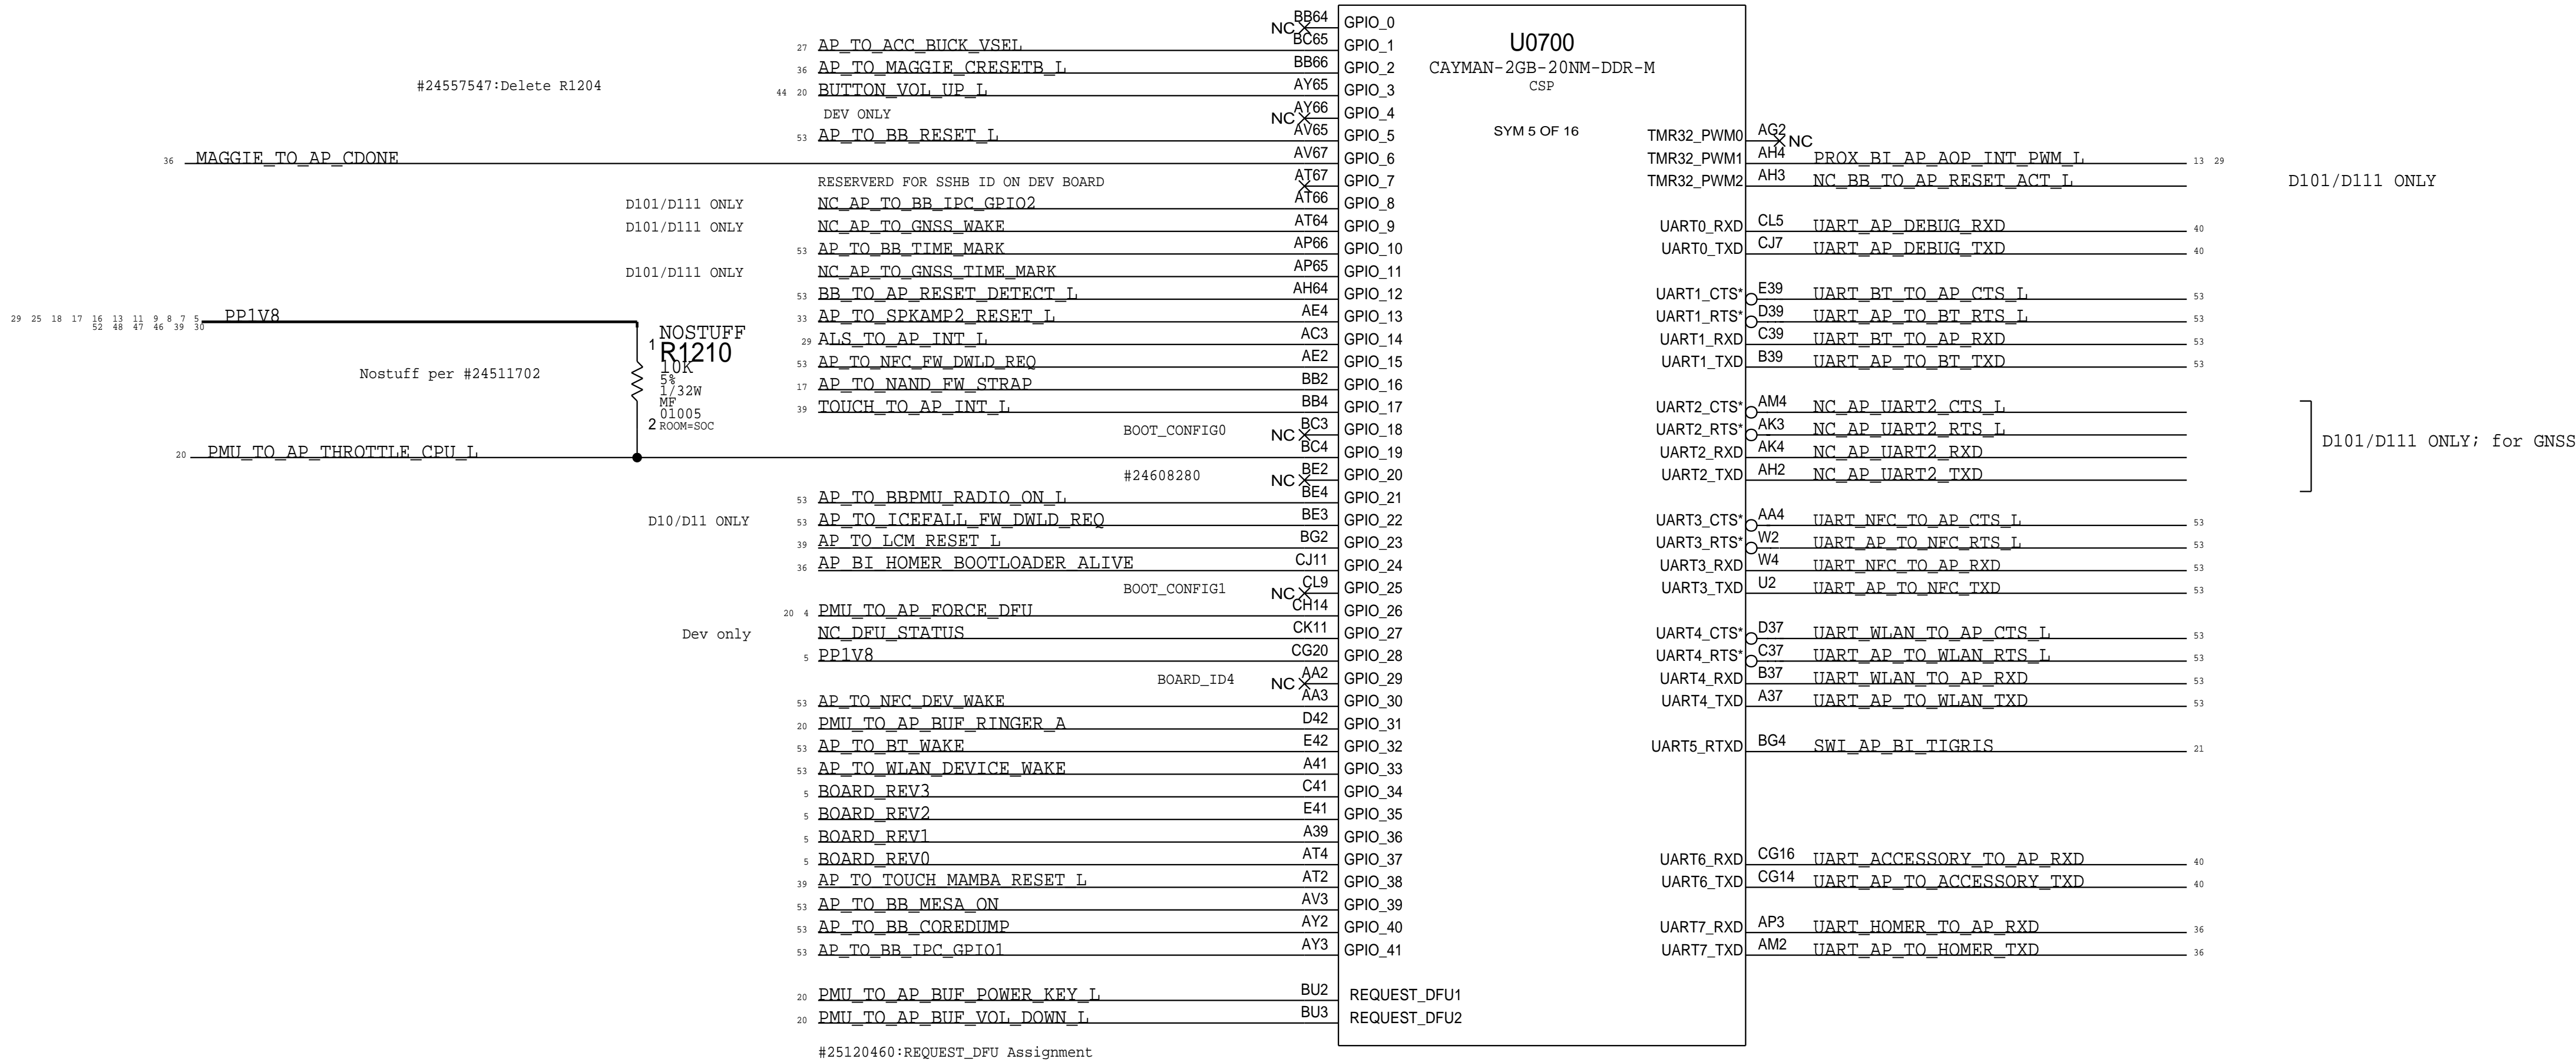 U0700
CAYMAN-2GB-20NM-DDR-M
CSP
SYM 5 OF 16
NC BB64 GPIO_0
27 AP_TO_ACC_BUCK_VSEL BC65 GPIO_1
36 AP_TO_MAGGIE_CRESETB_L BB66 GPIO_2
#24557547:Delete R1204
44 20 BUTTON_VOL_UP_L AY65 GPIO_3
DEV ONLY NC AY66 GPIO_4
53 AP_TO_BB_RESET_L AV65 GPIO_5
36 MAGGIE_TO_AP_CDONE AV67 GPIO_6
RESERVERD FOR SSHB ID ON DEV BOARD AT67 GPIO_7
D101/D111 ONLY NC_AP_TO_BB_IPC_GPIO2 AT66 GPIO_8
D101/D111 ONLY NC_AP_TO_GNSS_WAKE AT64 GPIO_9
53 AP_TO_BB_TIME_MARK AP66 GPIO_10
D101/D111 ONLY NC_AP_TO_GNSS_TIME_MARK AP65 GPIO_11
53 BB_TO_AP_RESET_DETECT_L AH64 GPIO_12
33 AP_TO_SPKAMP2_RESET_L AE4 GPIO_13
29 ALS_TO_AP_INT_L AC3 GPIO_14
53 AP_TO_NFC_FW_DWLD_REQ AE2 GPIO_15
17 AP_TO_NAND_FW_STRAP BB2 GPIO_16
39 TOUCH_TO_AP_INT_L BB4 GPIO_17
BOOT_CONFIG0 NC BC3 GPIO_18
20 PMU_TO_AP_THROTTLE_CPU_L BC4 GPIO_19
#24608280 NC BE2 GPIO_20
53 AP_TO_BBPMU_RADIO_ON_L BE4 GPIO_21
D10/D11 ONLY 53 AP_TO_ICEFALL_FW_DWLD_REQ BE3 GPIO_22
39 AP_TO_LCM_RESET_L BG2 GPIO_23
36 AP_BI_HOMER_BOOTLOADER_ALIVE CJ11 GPIO_24
BOOT_CONFIG1 NC CL9 GPIO_25
20 4 PMU_TO_AP_FORCE_DFU CH14 GPIO_26
Dev only NC_DFU_STATUS CK11 GPIO_27
5 PP1V8 CG20 GPIO_28
BOARD_ID4 NC AA2 GPIO_29
53 AP_TO_NFC_DEV_WAKE AA3 GPIO_30
20 PMU_TO_AP_BUF_RINGER_A D42 GPIO_31
53 AP_TO_BT_WAKE E42 GPIO_32
53 AP_TO_WLAN_DEVICE_WAKE A41 GPIO_33
5 BOARD_REV3 C41 GPIO_34
5 BOARD_REV2 E41 GPIO_35
5 BOARD_REV1 A39 GPIO_36
5 BOARD_REV0 AT4 GPIO_37
39 AP_TO_TOUCH_MAMBA_RESET_L AT2 GPIO_38
53 AP_TO_BB_MESA_ON AV3 GPIO_39
53 AP_TO_BB_COREDUMP AY2 GPIO_40
53 AP_TO_BB_IPC_GPIO1 AY3 GPIO_41
20 PMU_TO_AP_BUF_POWER_KEY_L BU2 REQUEST_DFU1
20 PMU_TO_AP_BUF_VOL_DOWN_L BU3 REQUEST_DFU2
#25120460:REQUEST_DFU Assignment
29 25 18 17 16 13 11 9 8 7 5 PP1V8
52 48 47 46 39 30
NOSTUFF
1 R1210
10K
5%
1/32W
MF
01005
2 ROOM=SOC
Nostuff per #24511702
TMR32_PWM0 AG2 NC
TMR32_PWM1 AH4 PROX_BI_AP_AOP_INT_PWM_L 13 29
TMR32_PWM2 AH3 NC_BB_TO_AP_RESET_ACT_L D101/D111 ONLY
UART0_RXD CL5 UART_AP_DEBUG_RXD 40
UART0_TXD CJ7 UART_AP_DEBUG_TXD 40
UART1_CTS* E39 UART_BT_TO_AP_CTS_L 53
UART1_RTS* D39 UART_AP_TO_BT_RTS_L 53
UART1_RXD C39 UART_BT_TO_AP_RXD 53
UART1_TXD B39 UART_AP_TO_BT_TXD 53
UART2_CTS* AM4 NC_AP_UART2_CTS_L
UART2_RTS* AK3 NC_AP_UART2_RTS_L
D101/D111 ONLY; for GNSS
UART2_RXD AK4 NC_AP_UART2_RXD
UART2_TXD AH2 NC_AP_UART2_TXD
UART3_CTS* AA4 UART_NFC_TO_AP_CTS_L 53
UART3_RTS* W2 UART_AP_TO_NFC_RTS_L 53
UART3_RXD W4 UART_NFC_TO_AP_RXD 53
UART3_TXD U2 UART_AP_TO_NFC_TXD 53
UART4_CTS* D37 UART_WLAN_TO_AP_CTS_L 53
UART4_RTS* C37 UART_AP_TO_WLAN_RTS_L 53
UART4_RXD B37 UART_WLAN_TO_AP_RXD 53
UART4_TXD A37 UART_AP_TO_WLAN_TXD 53
UART5_RTXD BG4 SWI_AP_BI_TIGRIS 21
UART6_RXD CG16 UART_ACCESSORY_TO_AP_RXD 40
UART6_TXD CG14 UART_AP_TO_ACCESSORY_TXD 40
UART7_RXD AP3 UART_HOMER_TO_AP_RXD 36
UART7_TXD AM2 UART_AP_TO_HOMER_TXD 36